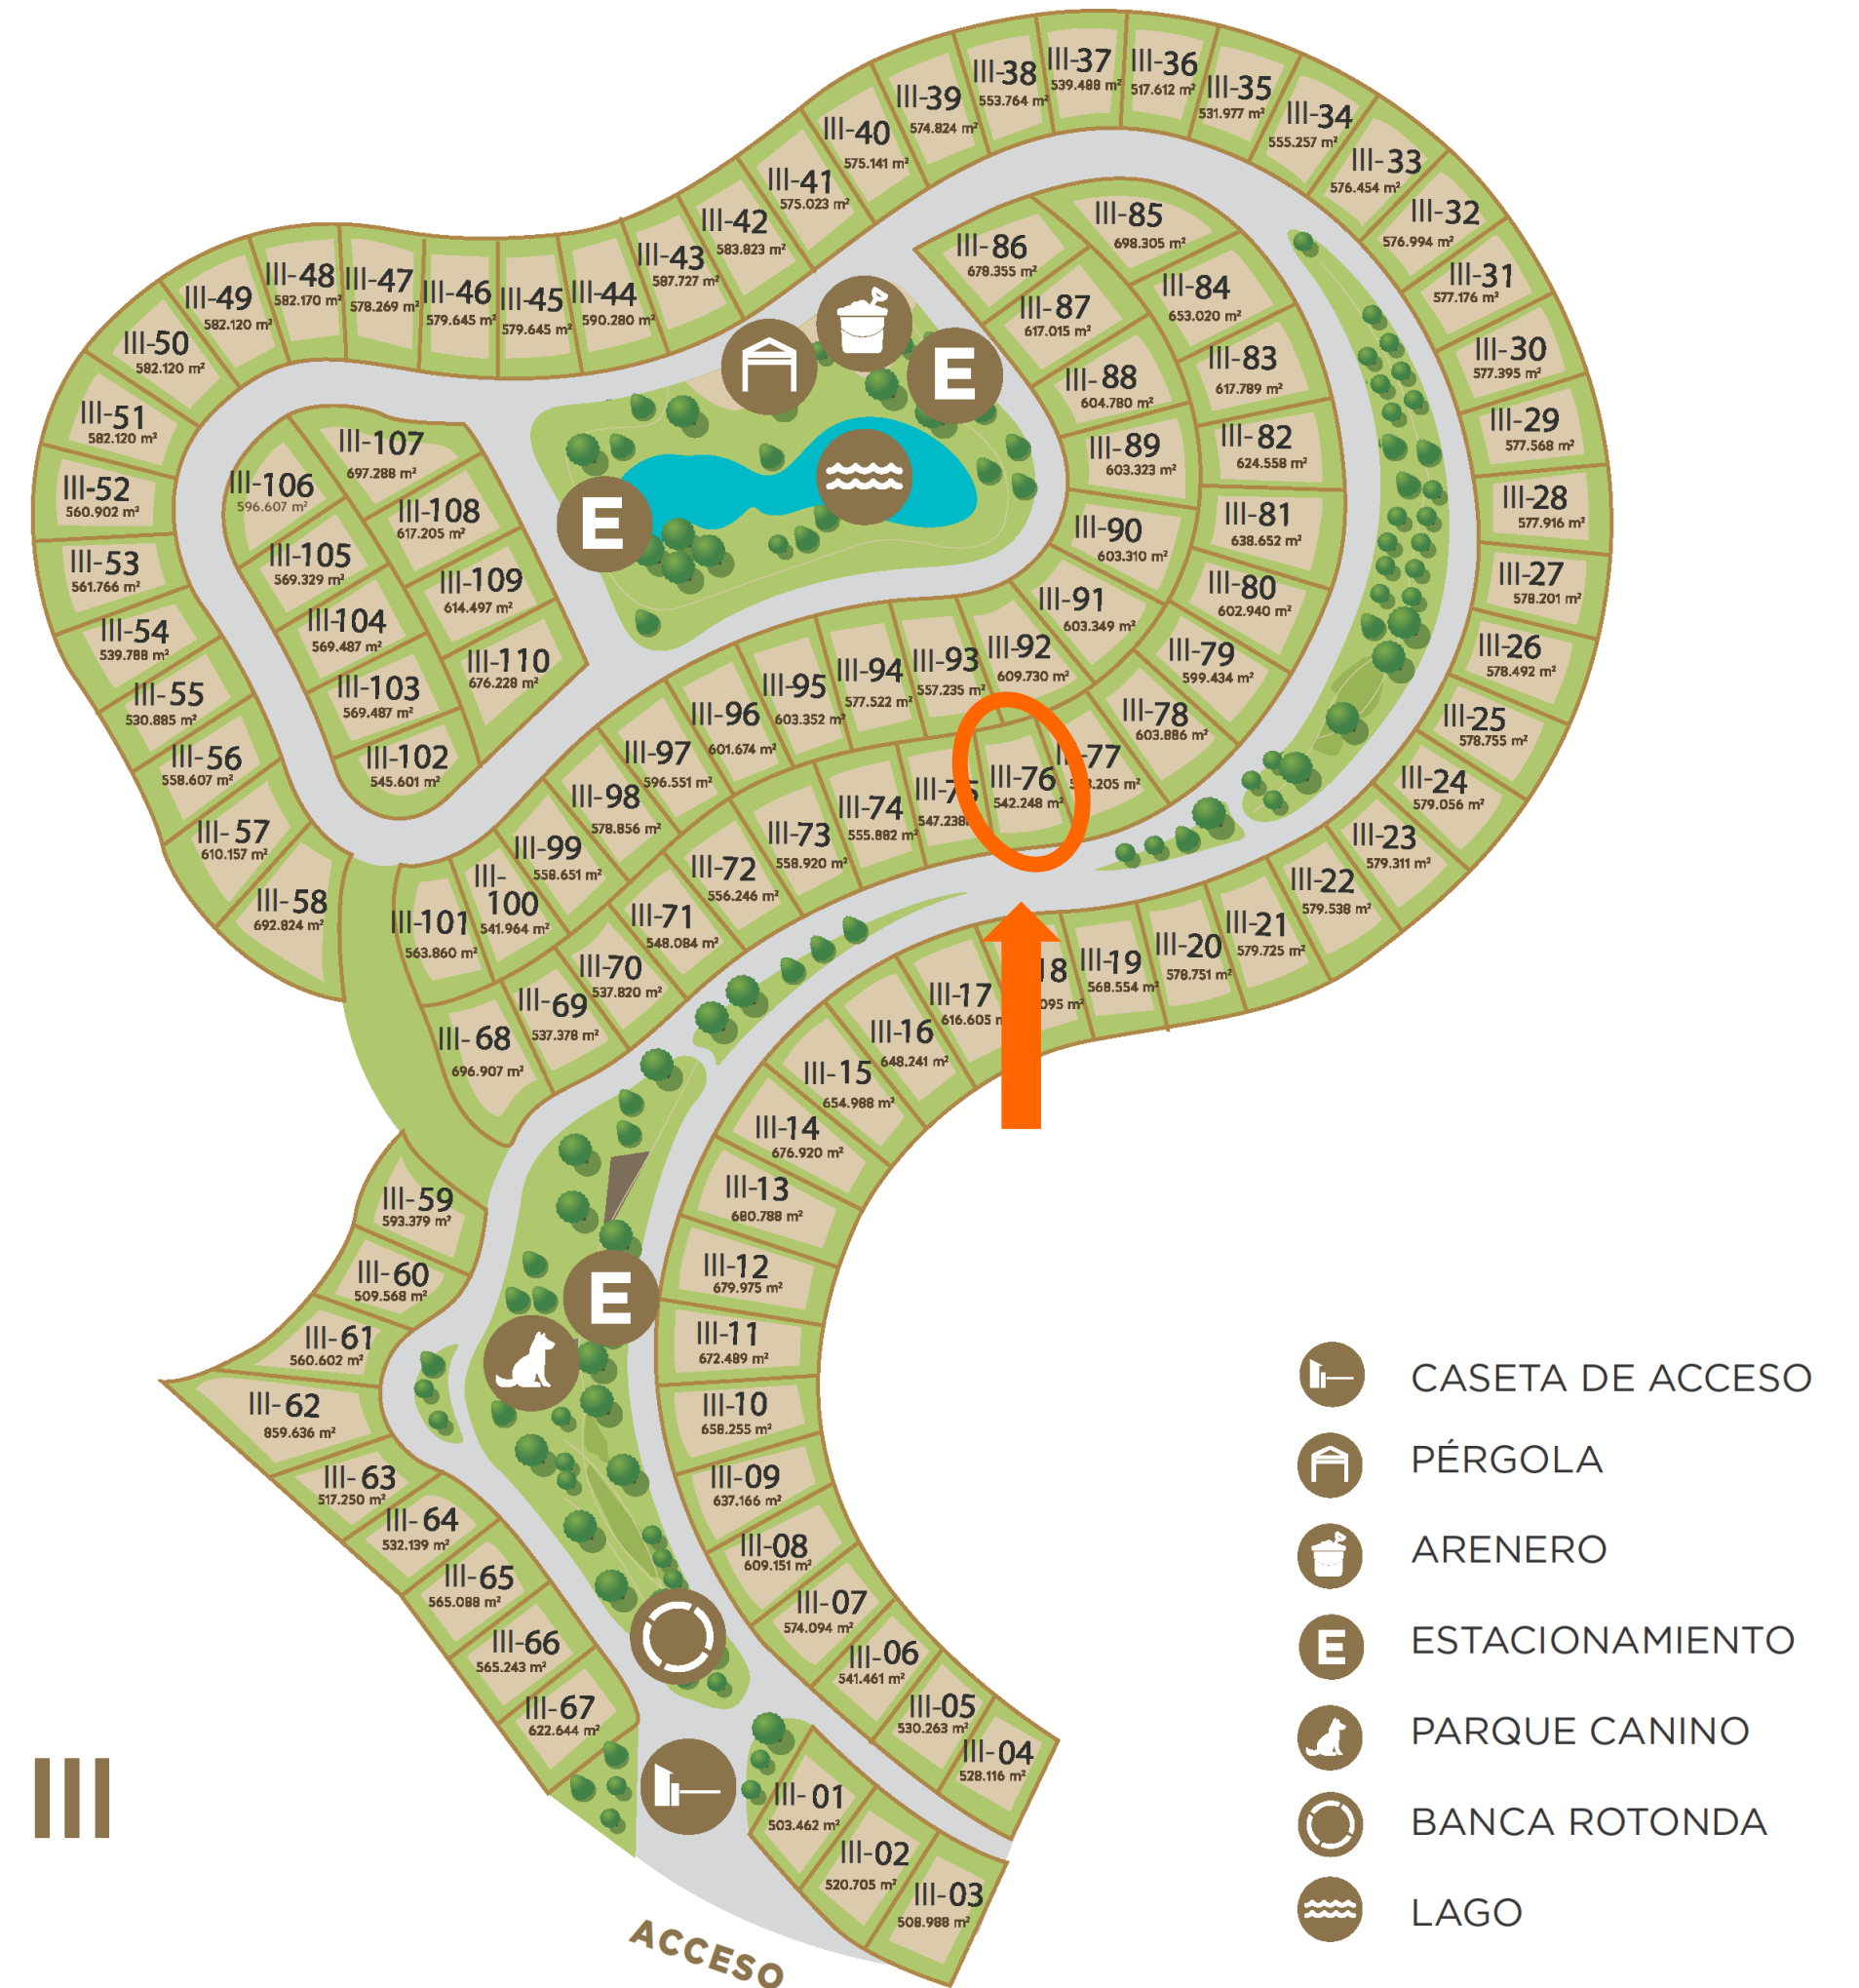 III-37
539.488 m²
III-36
517.612 m²
III-38
553.764 m²
III-35
531.977 m²
III-39
574.824 m²
III-34
555.257 m²
III-40
575.141 m²
III-33
576.454 m²
III-41
575.023 m²
III-32
576.994 m²
III-42
583.823 m²
III-85
698.305 m²
III-86
678.355 m²
III-43
587.727 m²
III-31
577.176 m²
III-84
653.020 m²
III-44
590.280 m²
III-45
579.645 m²
III-46
579.645 m²
III-47
578.269 m²
III-48
582.170 m²
III-49
582.120 m²
III-50
582.120 m²
III-87
617.015 m²
III-30
577.395 m²
III-83
617.789 m²
III-88
604.780 m²
E
III-51
582.120 m²
III-107
697.288 m²
III-29
577.568 m²
III-82
624.558 m²
III-89
603.323 m²
III-52
560.902 m²
III-106
596.607 m²
III-108
617.205 m²
E
III-28
577.916 m²
III-81
638.652 m²
III-90
603.310 m²
III-53
561.766 m²
III-105
569.329 m²
III-109
614.497 m²
III-27
578.201 m²
III-80
602.940 m²
III-91
603.349 m²
III-54
539.788 m²
III-104
569.487 m²
III-110
676.228 m²
III-92
609.730 m²
III-93
557.235 m²
III-94
577.522 m²
III-95
603.352 m²
III-79
599.434 m²
III-26
578.492 m²
III-55
530.885 m²
III-103
569.487 m²
III-96
601.674 m²
III-78
603.886 m²
III-25
578.755 m²
III-56
558.607 m²
III-102
545.601 m²
III-97
596.551 m²
III-77
.205 m²
III-76
542.248 m²
III-75
547.238
III-24
579.056 m²
III-98
578.856 m²
III-74
555.882 m²
III-73
558.920 m²
III-57
610.157 m²
III-99
558.651 m²
III-72
556.246 m²
III-23
579.311 m²
III-58
692.824 m²
III-100
541.964 m²
III-101
563.860 m²
III-71
548.084 m²
III-22
579.538 m²
III-21
579.725 m²
III-20
578.751 m²
III-19
568.554 m²
18
095 m²
III-70
537.820 m²
III-17
616.605 m
III-69
537.378 m²
III-68
696.907 m²
III-16
648.241 m²
III-15
654.988 m²
III-14
676.920 m²
III-13
680.788 m²
III-59
593.379 m²
III-12
679.975 m²
III-60
509.568 m²
E
III-11
672.489 m²
III-61
560.602 m²
III-10
658.255 m²
III-62
859.636 m²
III-09
637.166 m²
III-63
517.250 m²
III-64
532.139 m²
III-08
609.151 m²
III-65
565.088 m²
III-07
574.094 m²
III-66
565.243 m²
III-06
541.461 m²
III-67
622.644 m²
III-05
530.263 m²
III-04
528.116 m²
III-01
503.462 m²
III-02
520.705 m²
III-03
508.988 m²
ACCESO
III
CASETA DE ACCESO
PÉRGOLA
ARENERO
E
ESTACIONAMIENTO
PARQUE CANINO
BANCA ROTONDA
LAGO